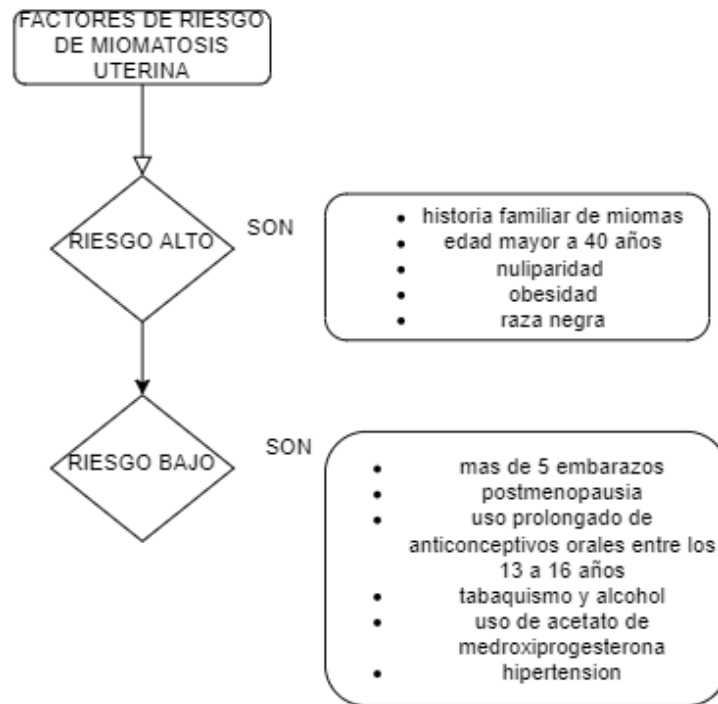 FACTORES DE RIESGO
DE MIOMATOSIS
UTERINA
RIESGO ALTO
SON
• historia familiar de miomas
• edad mayor a 40 años
• nuliparidad
• obesidad
• raza negra
RIESGO BAJO
SON
• mas de 5 embarazos
• postmenopausia
• uso prolongado de
anticonceptivos orales entre los
13 a 16 años
• tabaquismo y alcohol
• uso de acetato de
medroxiprogesterona
• hipertension